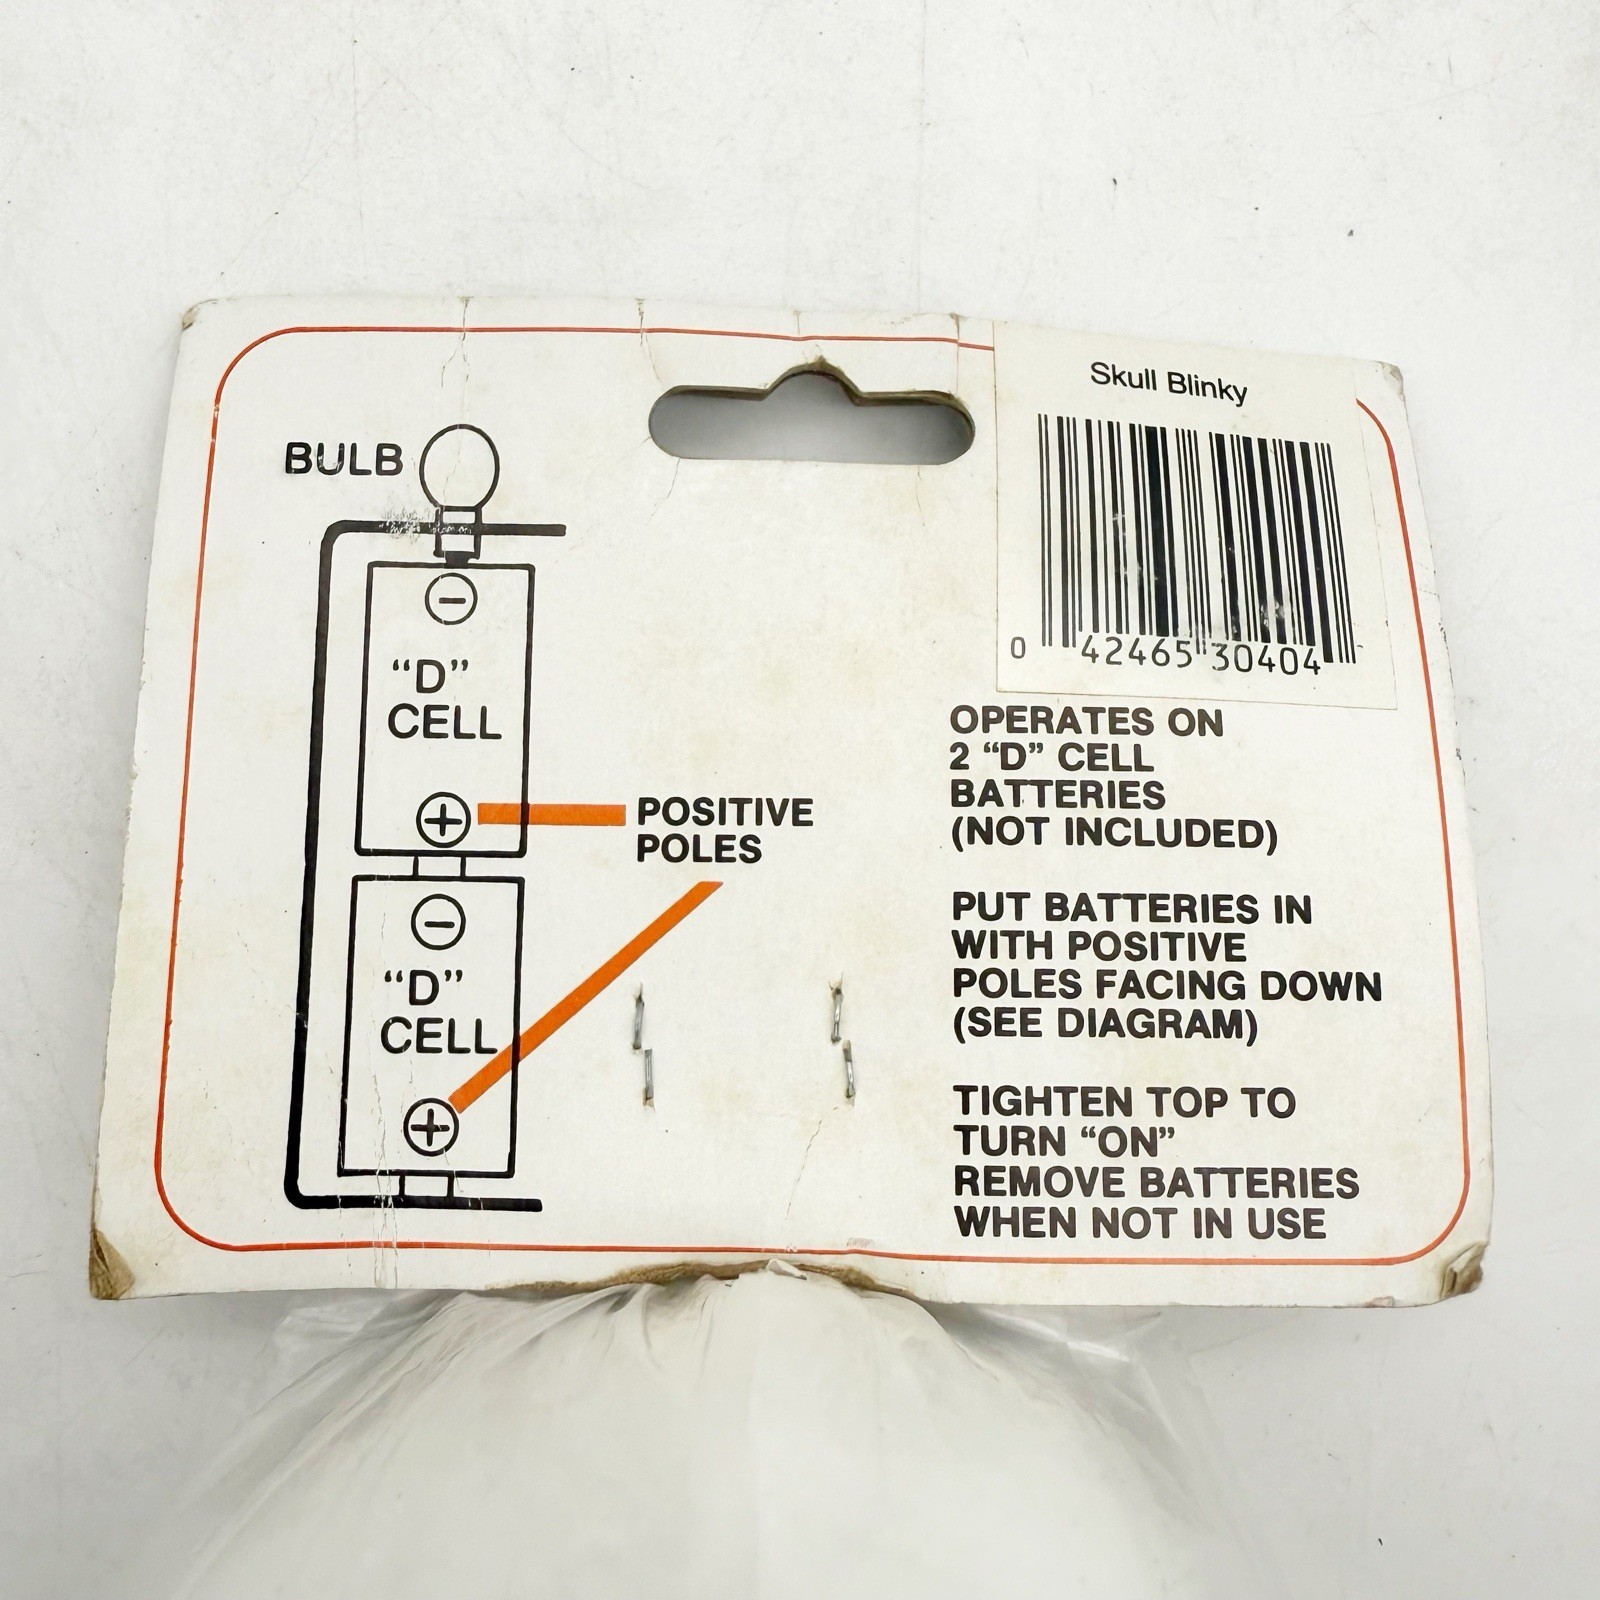 Skull Blinky
0 42465 30404
BULB
−
“D”
CELL
+
POSITIVE
POLES
−
“D”
CELL
+
OPERATES ON
2 “D” CELL
BATTERIES
(NOT INCLUDED)
PUT BATTERIES IN
WITH POSITIVE
POLES FACING DOWN
(SEE DIAGRAM)
TIGHTEN TOP TO
TURN “ON”
REMOVE BATTERIES
WHEN NOT IN USE